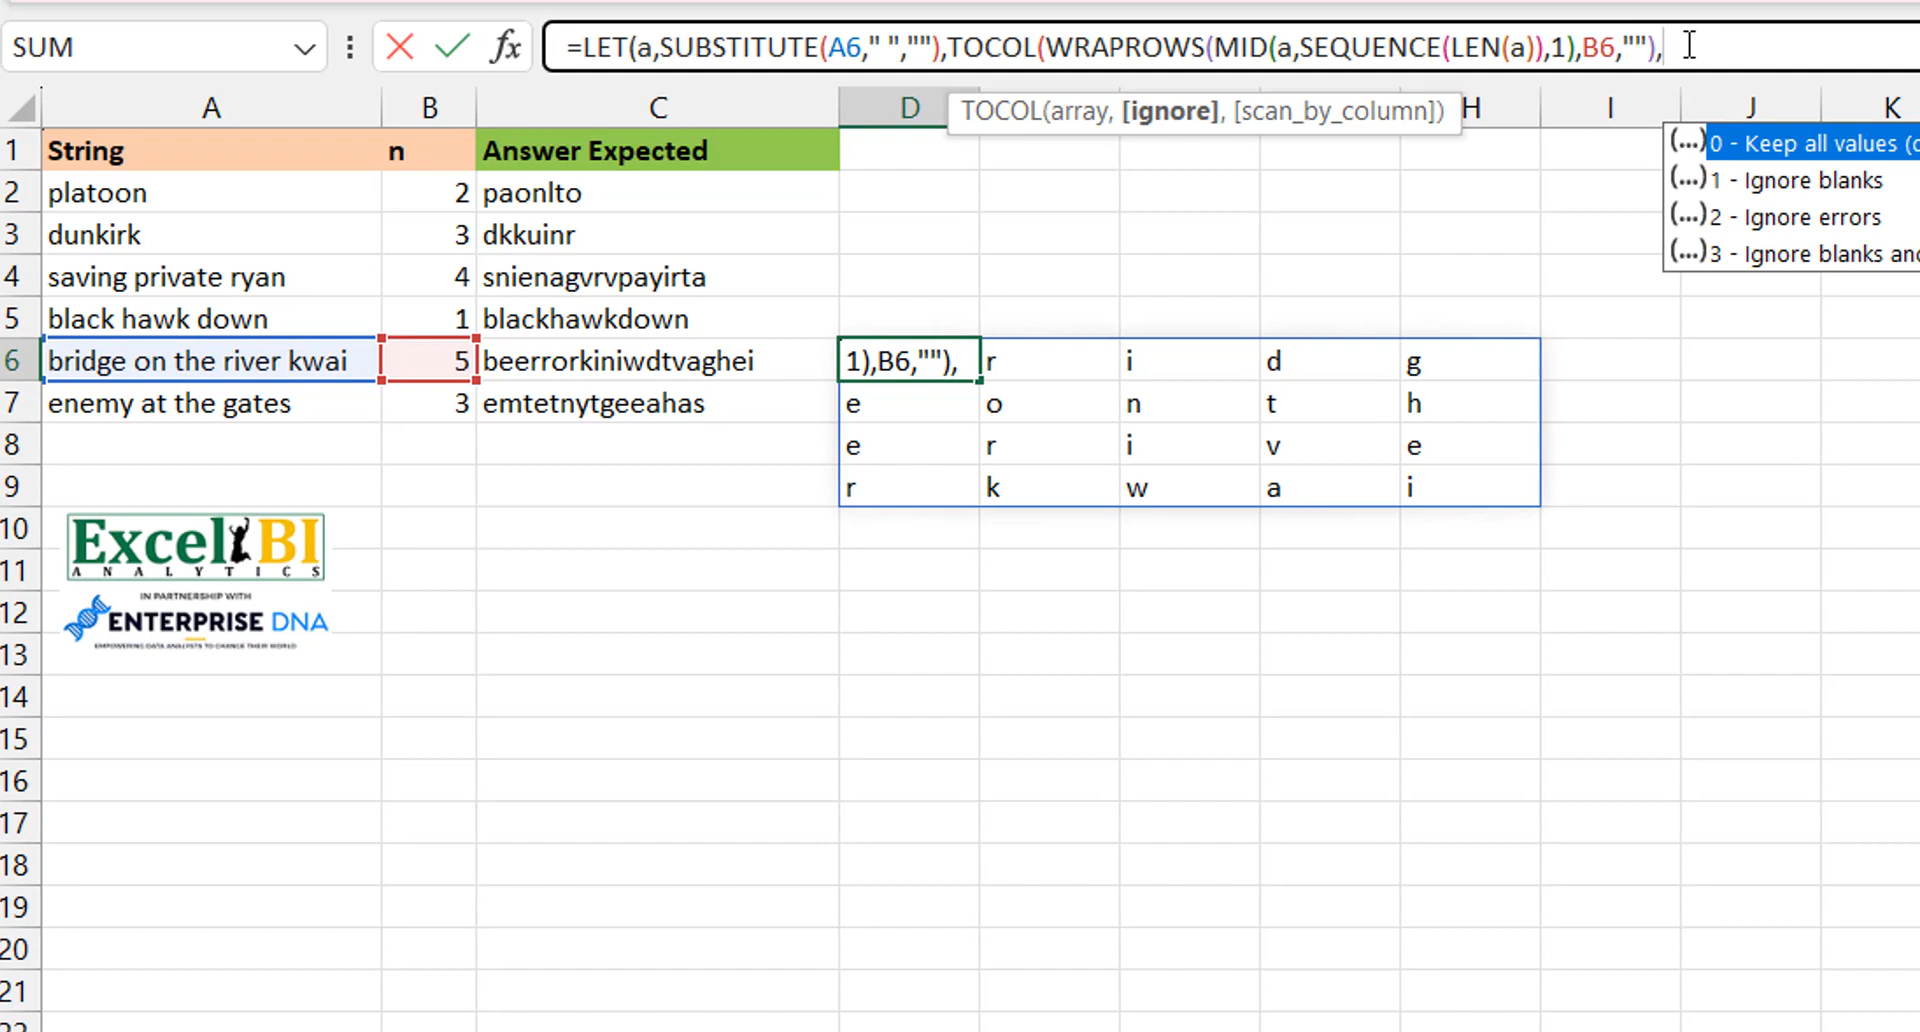 SUM
fx
=LET(a,SUBSTITUTE(A6," ",""),TOCOL(WRAPROWS(MID(a,SEQUENCE(LEN(a)),1),B6,""),
A B C D H I J K
TOCOL(array, [ignore], [scan_by_column])
(...) 0 - Keep all values (
(...) 1 - Ignore blanks
(...) 2 - Ignore errors
(...) 3 - Ignore blanks and
1 String n Answer Expected
2 platoon 2 paonlto
3 dunkirk 3 dkkuinr
4 saving private ryan 4 snienagvrvpayirta
5 black hawk down 1 blackhawkdown
6 bridge on the river kwai 5 beerrorkiniwdtvaghei 1),B6,""), r i d g
7 enemy at the gates 3 emtetnytgeeahas e o n t h
8 e r i v e
9 r k w a i
10
Excel BI
11
ANALYTICS
IN PARTNERSHIP WITH
12
ENTERPRISE DNA
EMPOWERING DATA ANALYSTS TO CHANGE THEIR WORLD
13
14
15
16
17
18
19
20
21